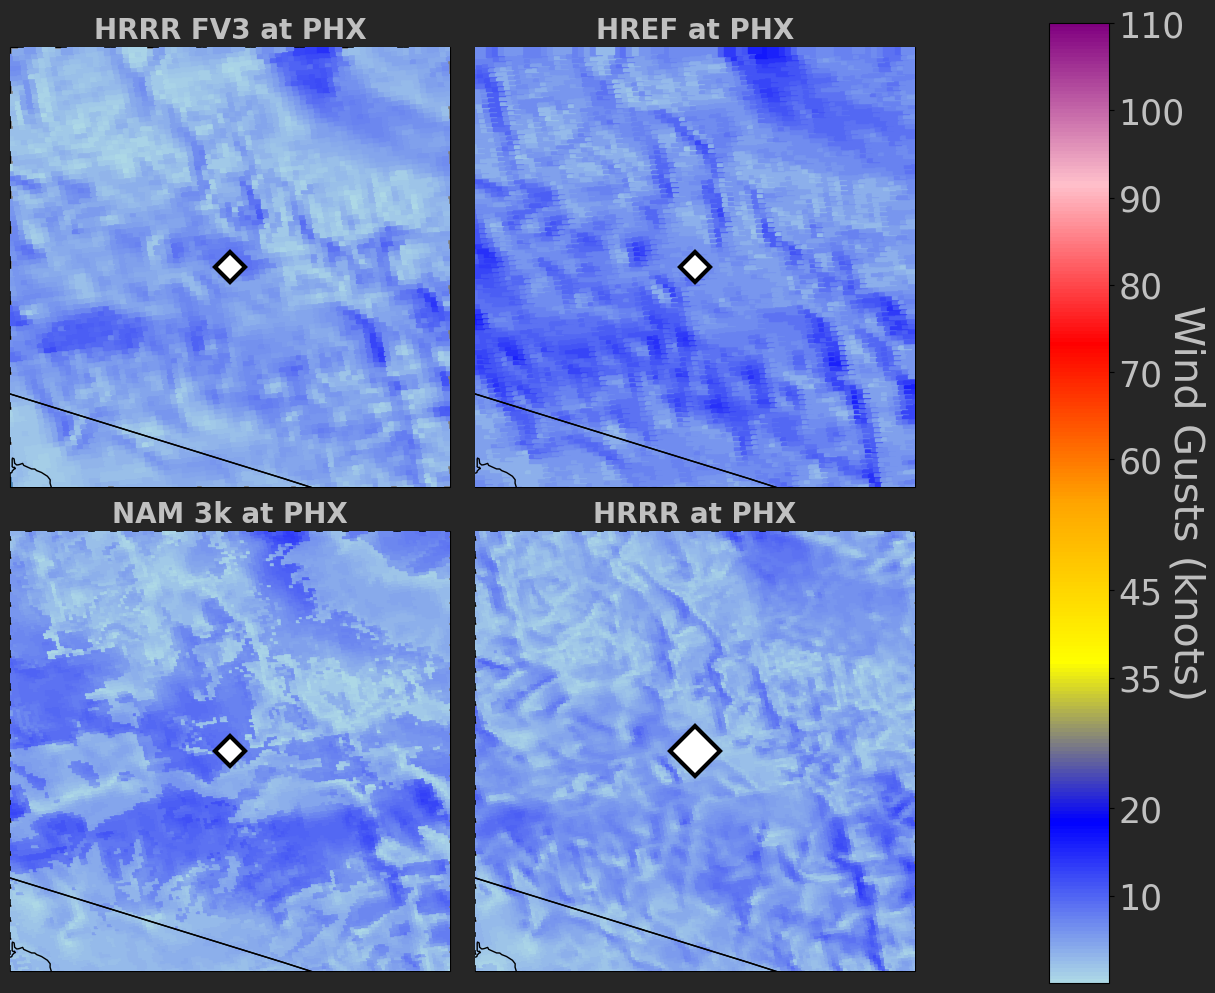 HRRR FV3 at PHX
HREF at PHX
NAM 3k at PHX
HRRR at PHX
110
100
90
80
70
60
45
35
20
10
Wind Gusts (knots)